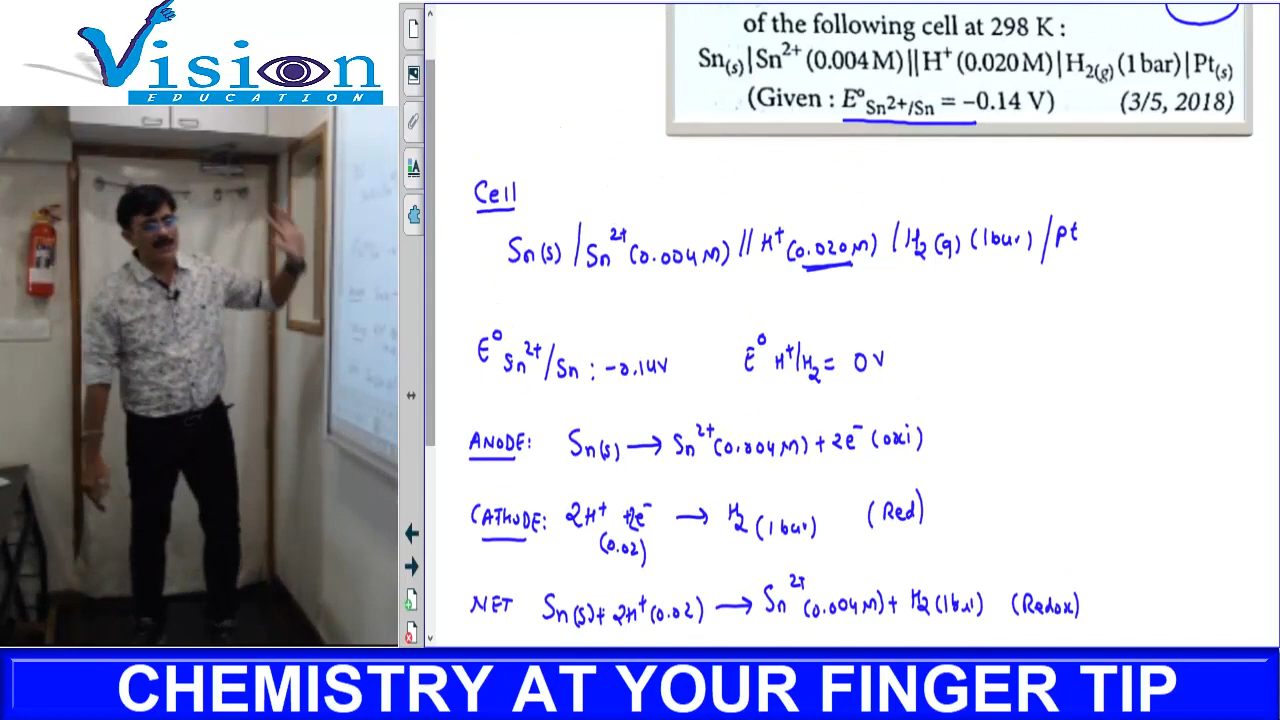 Vision
EDUCATION
of the following cell at 298 K :
Sn(s)|Sn²⁺(0.004 M)||H⁺(0.020 M)|H₂(g)(1 bar)|Pt(s)
(Given : E°Sn²⁺/Sn = –0.14 V) (3/5, 2018)
Cell
Sn(s) / Sn²⁺(0.004M) // H⁺(0.020M) / H₂(g) (1bar) / Pt
E° Sn²⁺/Sn : -0.14V E° H⁺/H₂ = 0 V
ANODE: Sn(s) → Sn²⁺(0.004M) + 2e⁻ (oxi)
CATHODE: 2H⁺ + 2e⁻ → H₂ (1bar) (Red)
(0.02)
NET Sn(s) + 2H⁺(0.02) → Sn²⁺(0.004M) + H₂(1bar) (Redox)
CHEMISTRY AT YOUR FINGER TIP